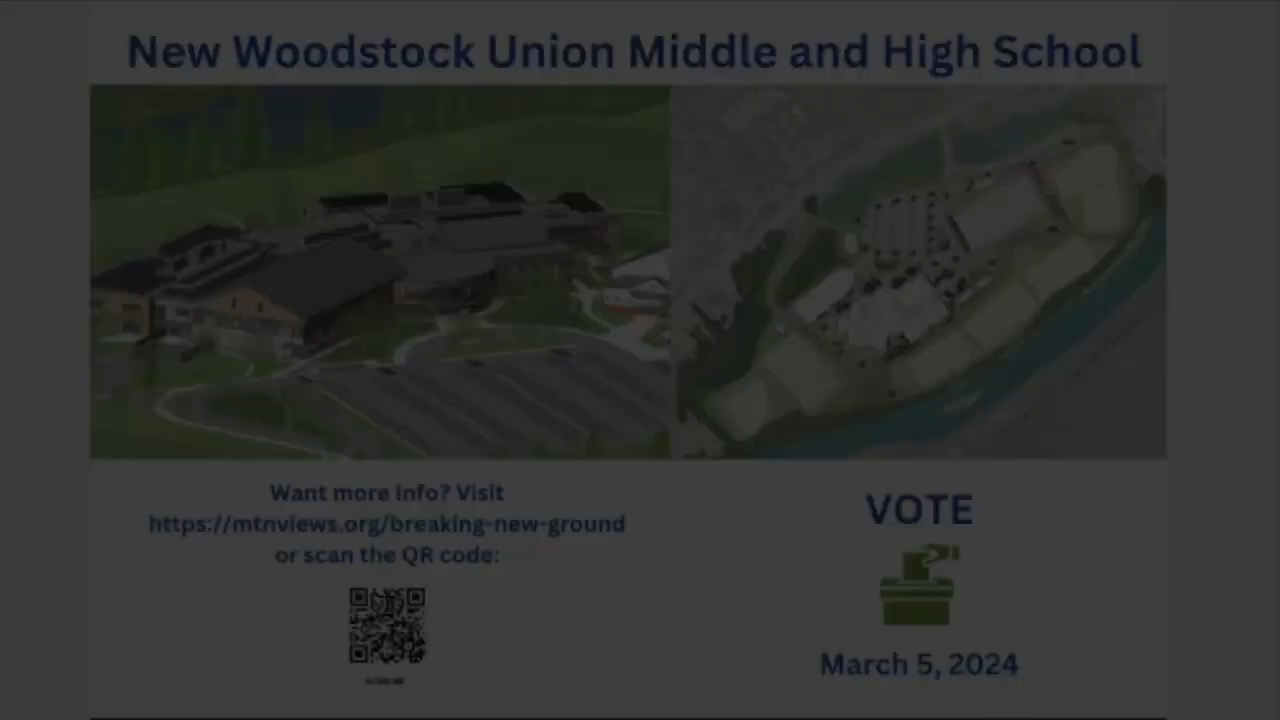 New Woodstock Union Middle and High School
Want more info? Visit
https://mtnviews.org/breaking-new-ground
or scan the QR code:
VOTE
March 5, 2024